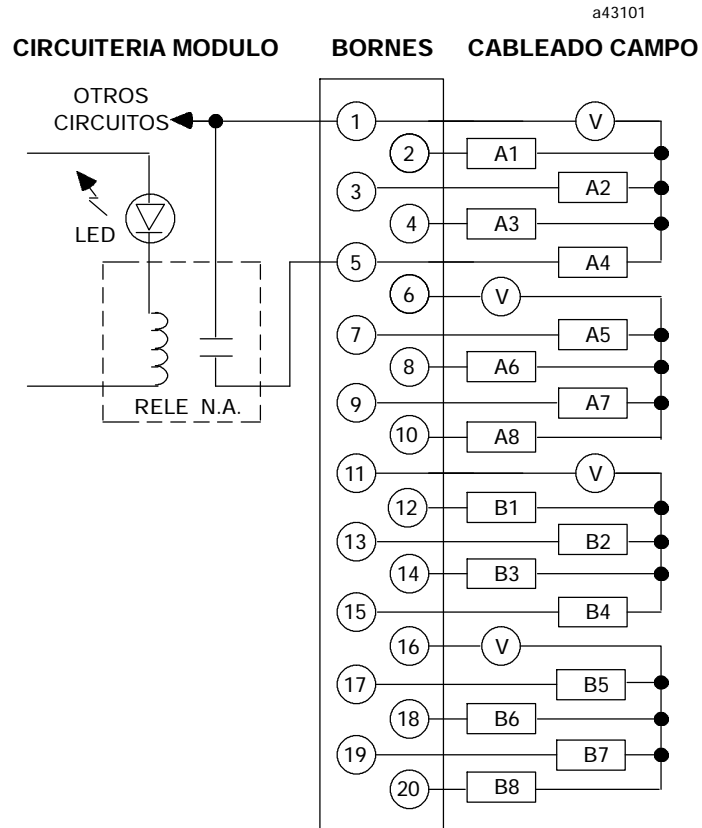 a43101
CIRCUITERIA MODULO BORNES CABLEADO CAMPO
OTROS
CIRCUITOS
1 V
2 A1
3 A2
LED
4 A3
5 A4
6 V
7 A5
8 A6
RELE N.A.
9 A7
10 A8
11 V
12 B1
13 B2
14 B3
15 B4
16 V
17 B5
18 B6
19 B7
20 B8